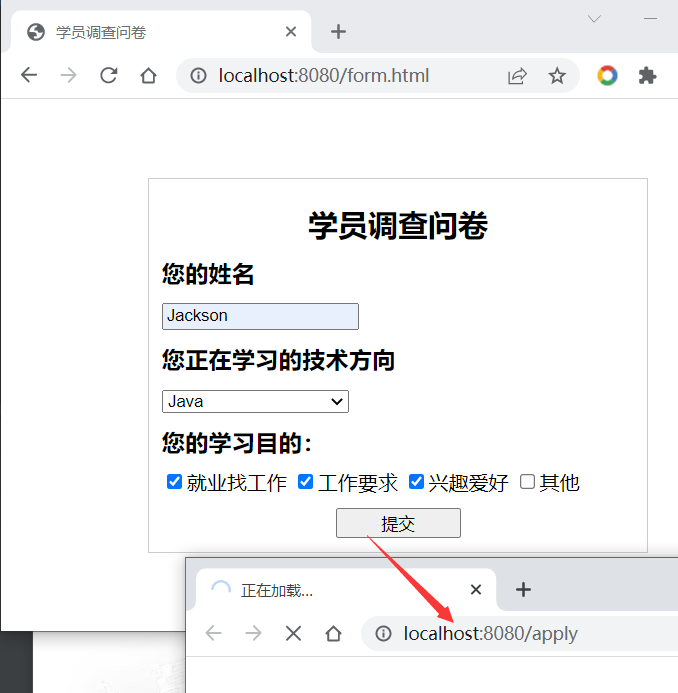 学员调查问卷
localhost:8080/form.html
学员调查问卷
您的姓名
Jackson
您正在学习的技术方向
Java
您的学习目的：
就业找工作 工作要求 兴趣爱好 其他
提交
正在加载...
localhost:8080/apply